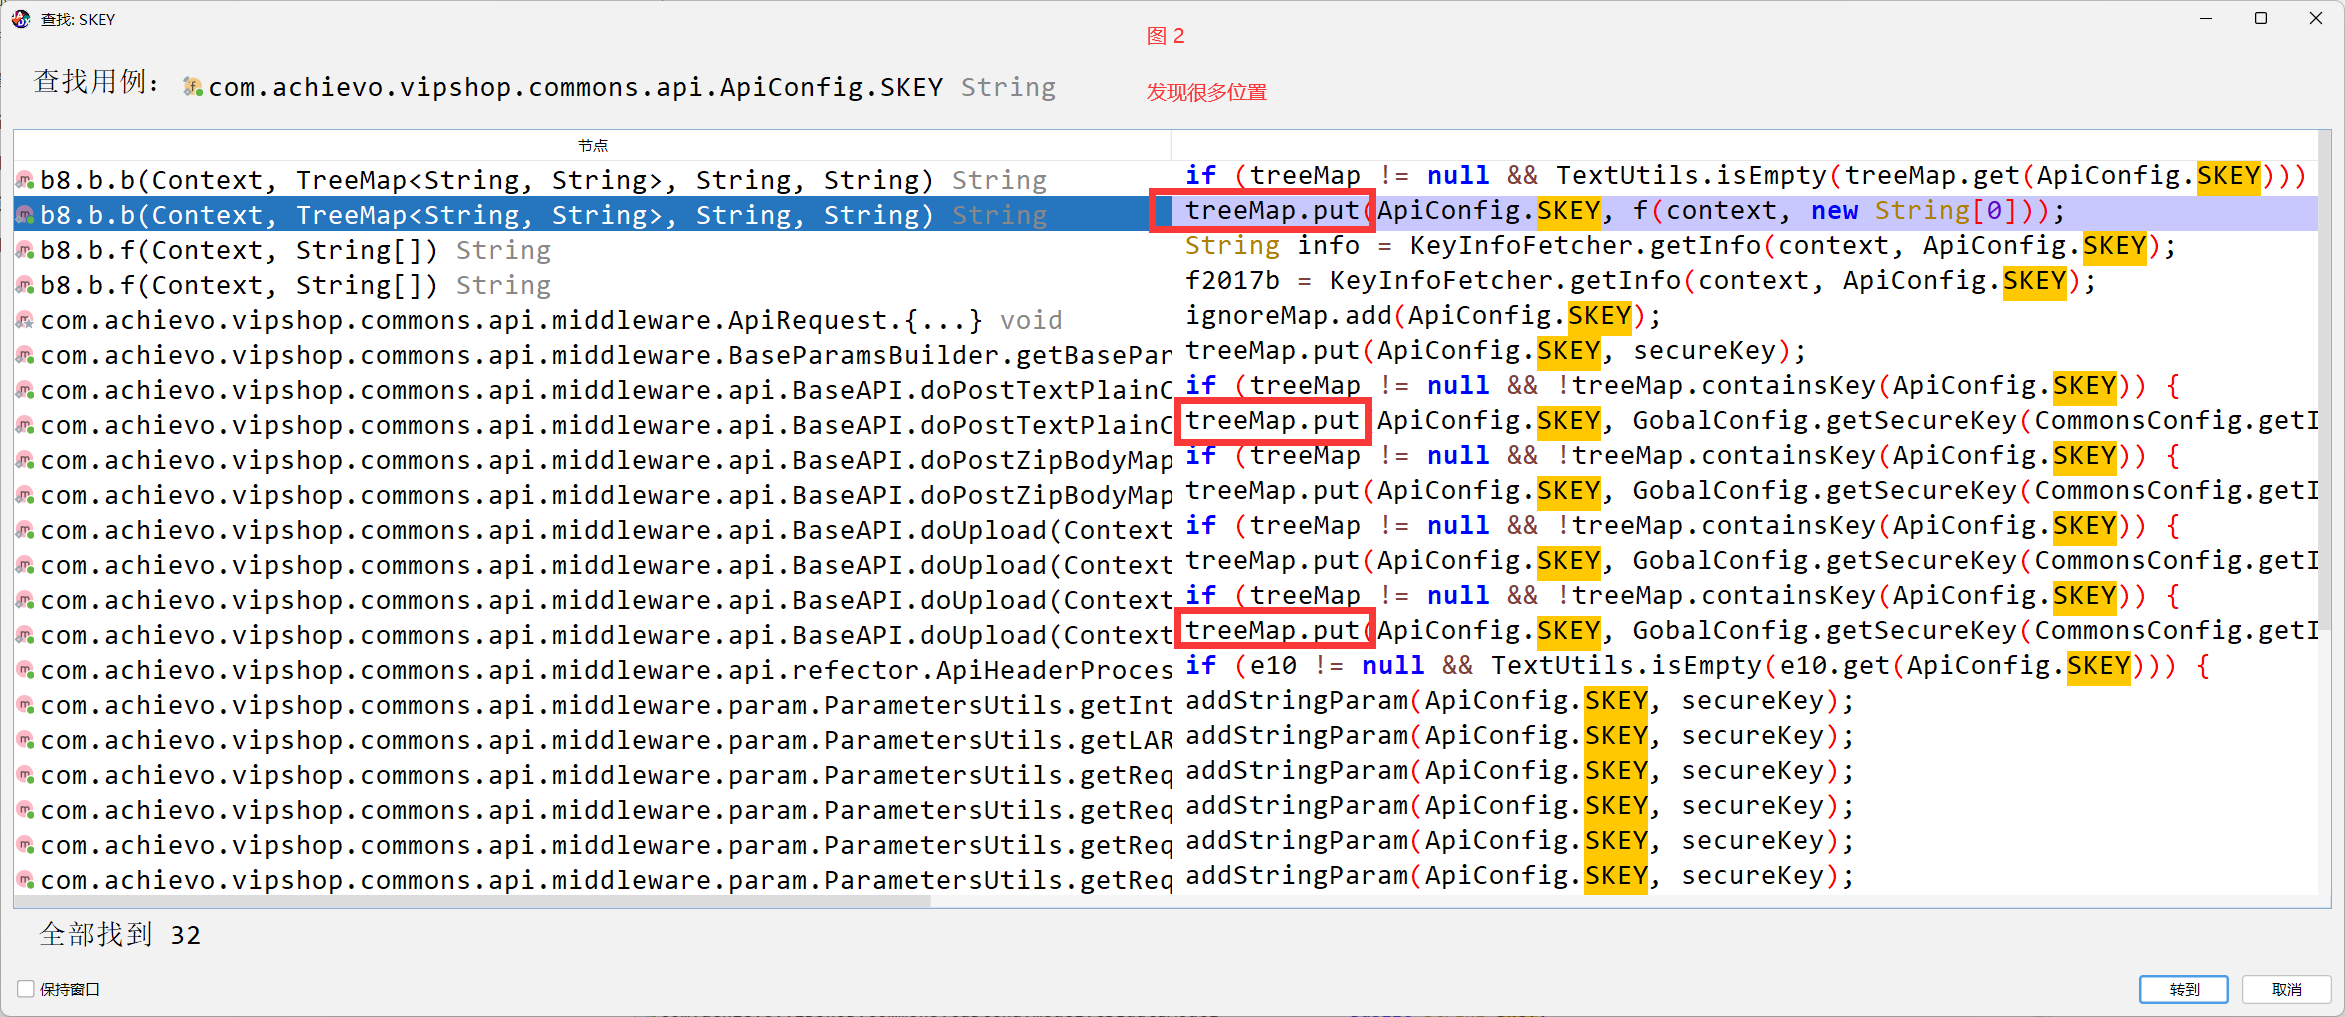 查找: SKEY
图 2
查找用例: com.achievo.vipshop.commons.api.ApiConfig.SKEY String
发现很多位置
节点
b8.b.b(Context, TreeMap<String, String>, String, String) String
if (treeMap != null && TextUtils.isEmpty(treeMap.get(ApiConfig.SKEY)))
b8.b.b(Context, TreeMap<String, String>, String, String) String
treeMap.put(ApiConfig.SKEY, f(context, new String[0]));
b8.b.f(Context, String[]) String
String info = KeyInfoFetcher.getInfo(context, ApiConfig.SKEY);
b8.b.f(Context, String[]) String
f2017b = KeyInfoFetcher.getInfo(context, ApiConfig.SKEY);
com.achievo.vipshop.commons.api.middleware.ApiRequest.{...} void
ignoreMap.add(ApiConfig.SKEY);
com.achievo.vipshop.commons.api.middleware.BaseParamsBuilder.getBasePar
treeMap.put(ApiConfig.SKEY, secureKey);
com.achievo.vipshop.commons.api.middleware.api.BaseAPI.doPostTextPlainC
if (treeMap != null && !treeMap.containsKey(ApiConfig.SKEY)) {
com.achievo.vipshop.commons.api.middleware.api.BaseAPI.doPostTextPlainC
treeMap.put ApiConfig.SKEY, GobalConfig.getSecureKey(CommonsConfig.getI
com.achievo.vipshop.commons.api.middleware.api.BaseAPI.doPostZipBodyMap
if (treeMap != null && !treeMap.containsKey(ApiConfig.SKEY)) {
com.achievo.vipshop.commons.api.middleware.api.BaseAPI.doPostZipBodyMap
treeMap.put(ApiConfig.SKEY, GobalConfig.getSecureKey(CommonsConfig.getI
com.achievo.vipshop.commons.api.middleware.api.BaseAPI.doUpload(Context
if (treeMap != null && !treeMap.containsKey(ApiConfig.SKEY)) {
com.achievo.vipshop.commons.api.middleware.api.BaseAPI.doUpload(Context
treeMap.put(ApiConfig.SKEY, GobalConfig.getSecureKey(CommonsConfig.getI
com.achievo.vipshop.commons.api.middleware.api.BaseAPI.doUpload(Context
if (treeMap != null && !treeMap.containsKey(ApiConfig.SKEY)) {
com.achievo.vipshop.commons.api.middleware.api.BaseAPI.doUpload(Context
treeMap.put(ApiConfig.SKEY, GobalConfig.getSecureKey(CommonsConfig.getI
com.achievo.vipshop.commons.api.middleware.api.refector.ApiHeaderProces
if (e10 != null && TextUtils.isEmpty(e10.get(ApiConfig.SKEY))) {
com.achievo.vipshop.commons.api.middleware.param.ParametersUtils.getInt
addStringParam(ApiConfig.SKEY, secureKey);
com.achievo.vipshop.commons.api.middleware.param.ParametersUtils.getLAR
addStringParam(ApiConfig.SKEY, secureKey);
com.achievo.vipshop.commons.api.middleware.param.ParametersUtils.getReq
addStringParam(ApiConfig.SKEY, secureKey);
com.achievo.vipshop.commons.api.middleware.param.ParametersUtils.getReq
addStringParam(ApiConfig.SKEY, secureKey);
com.achievo.vipshop.commons.api.middleware.param.ParametersUtils.getReq
addStringParam(ApiConfig.SKEY, secureKey);
com.achievo.vipshop.commons.api.middleware.param.ParametersUtils.getReq
addStringParam(ApiConfig.SKEY, secureKey);
全部找到 32
保持窗口
转到
取消